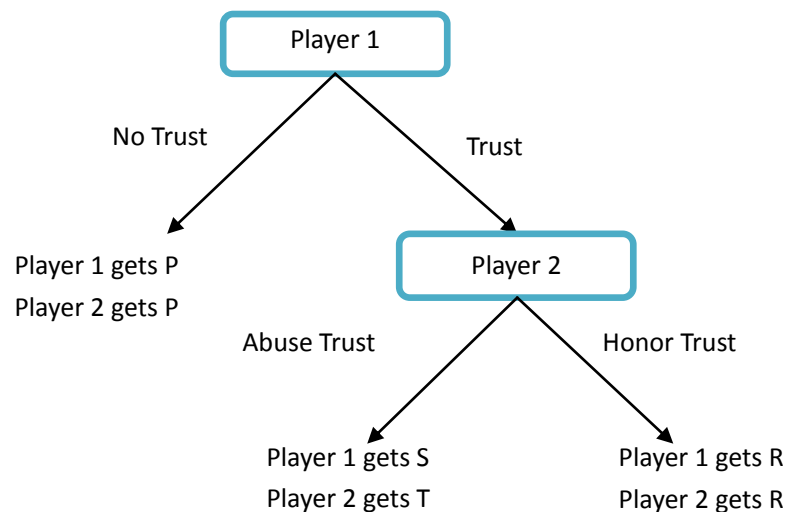 Player 1
No Trust
Trust
Player 1 gets P
Player 2 gets P
Player 2
Abuse Trust
Honor Trust
Player 1 gets S
Player 2 gets T
Player 1 gets R
Player 2 gets R